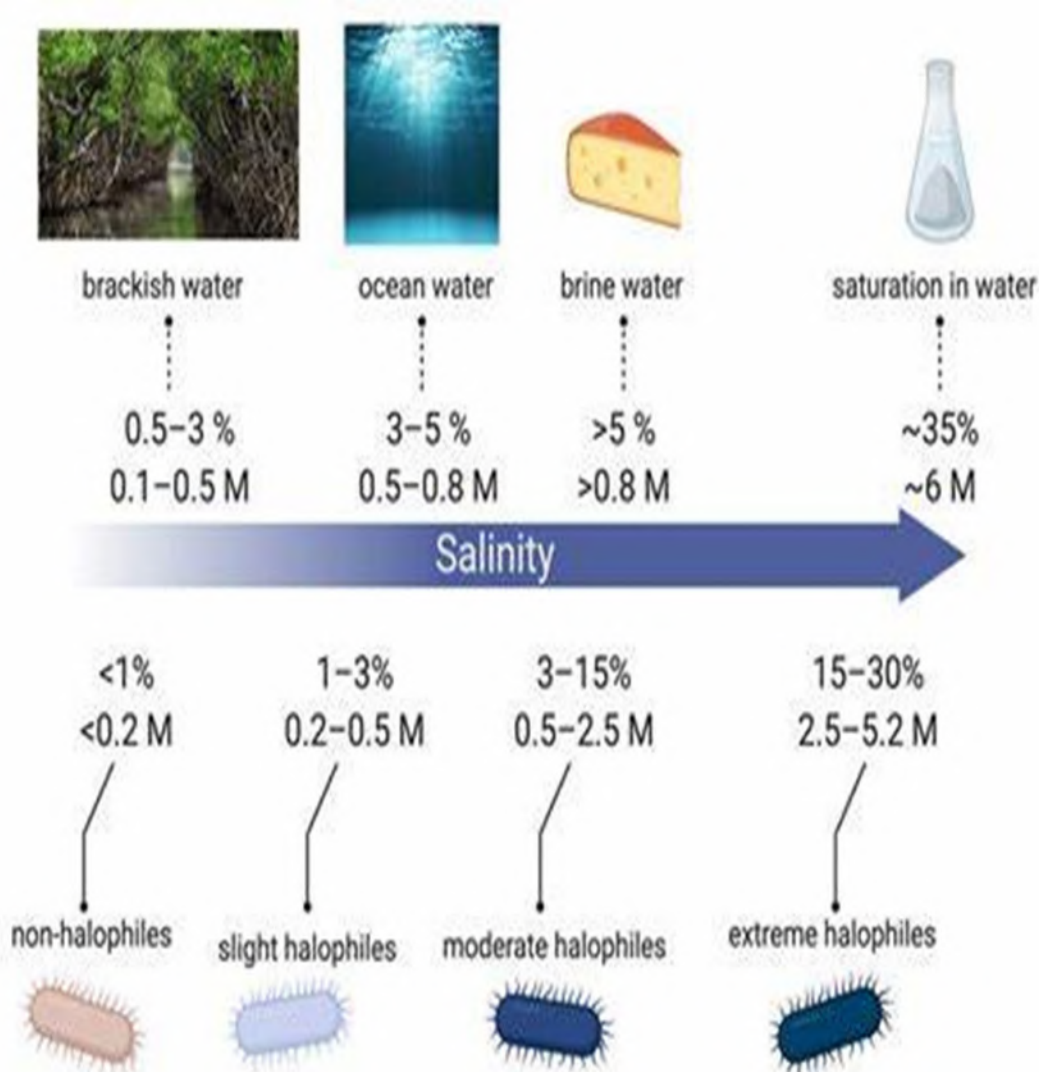 brackish water
ocean water
brine water
saturation in water
0.5–3 %
3–5 %
>5 %
~35%
0.1–0.5 M
0.5–0.8 M
>0.8 M
~6 M
Salinity
<1%
1–3%
3–15%
15–30%
<0.2 M
0.2–0.5 M
0.5–2.5 M
2.5–5.2 M
non-halophiles
slight halophiles
moderate halophiles
extreme halophiles